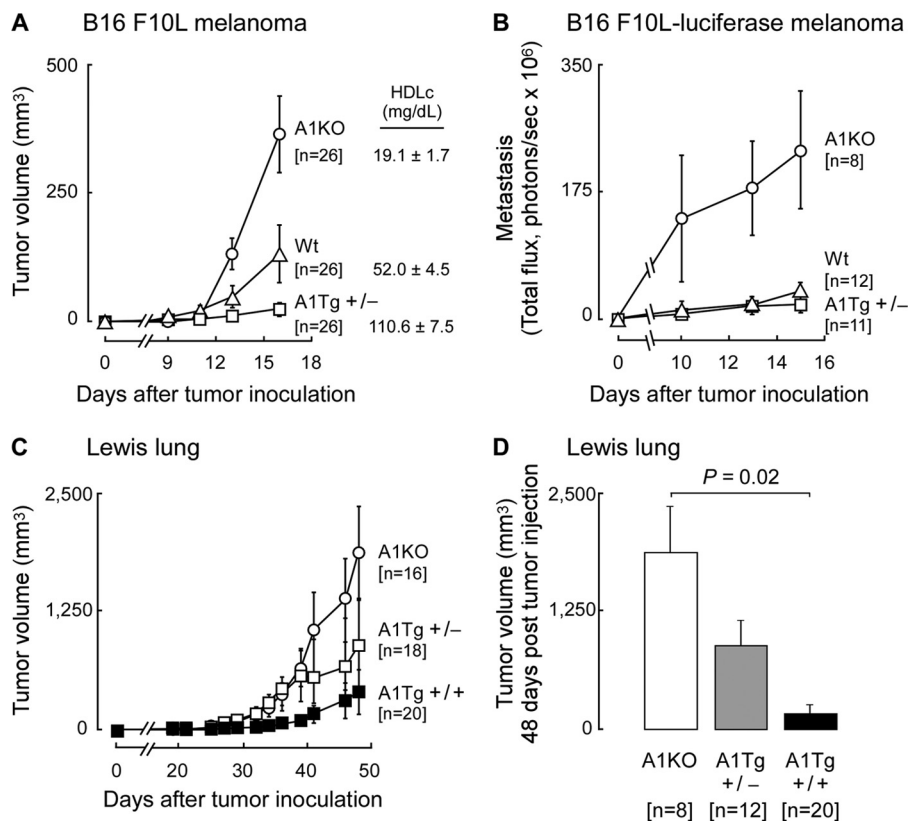 A B16 F10L melanoma
Tumor volume (mm³)
500
250
0
HDLc
(mg/dL)
A1KO
[n=26] 19.1 ± 1.7
Wt
[n=26] 52.0 ± 4.5
A1Tg +/–
[n=26] 110.6 ± 7.5
0 9 12 15 18
Days after tumor inoculation
B B16 F10L-luciferase melanoma
Metastasis
(Total flux, photons/sec x 10⁶)
350
175
0
A1KO
[n=8]
Wt
[n=12]
A1Tg +/–
[n=11]
0 10 12 14 16
Days after tumor inoculation
C Lewis lung
Tumor volume (mm³)
2,500
1,250
0
A1KO
[n=16]
A1Tg +/–
[n=18]
A1Tg +/+
[n=20]
0 20 30 40 50
Days after tumor inoculation
D Lewis lung
Tumor volume (mm³)
48 days post tumor injection
2,500
1,250
0
P = 0.02
A1KO A1Tg A1Tg
+/– +/+
[n=8] [n=12] [n=20]